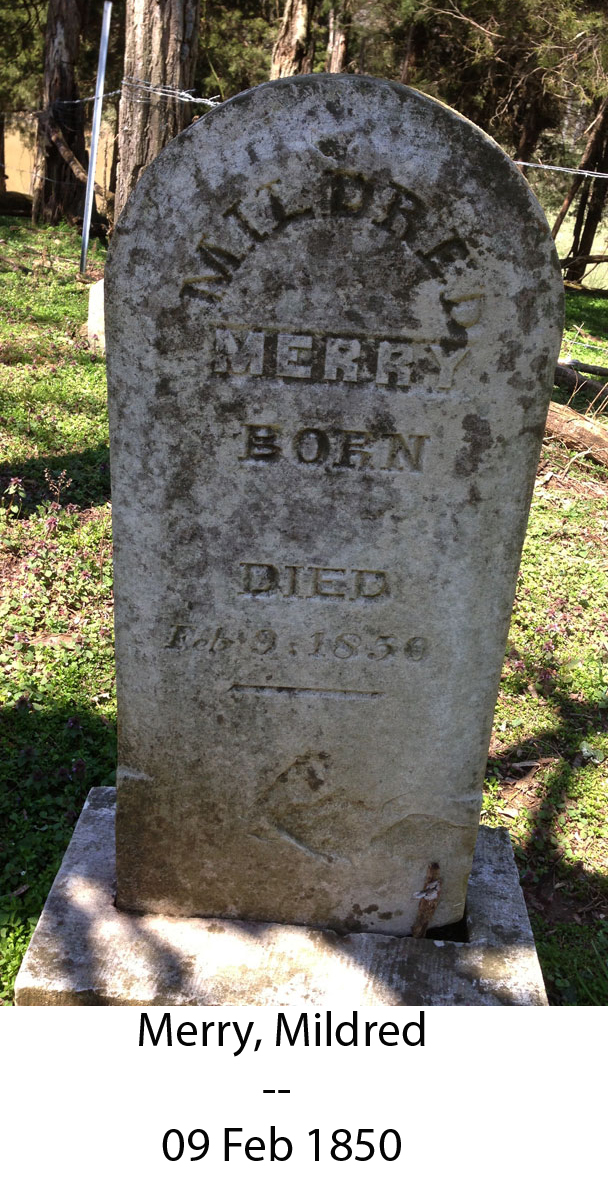 MILDRED
MERRY
BORN
DIED
Feb. 9. 1850
Merry, Mildred
--
09 Feb 1850